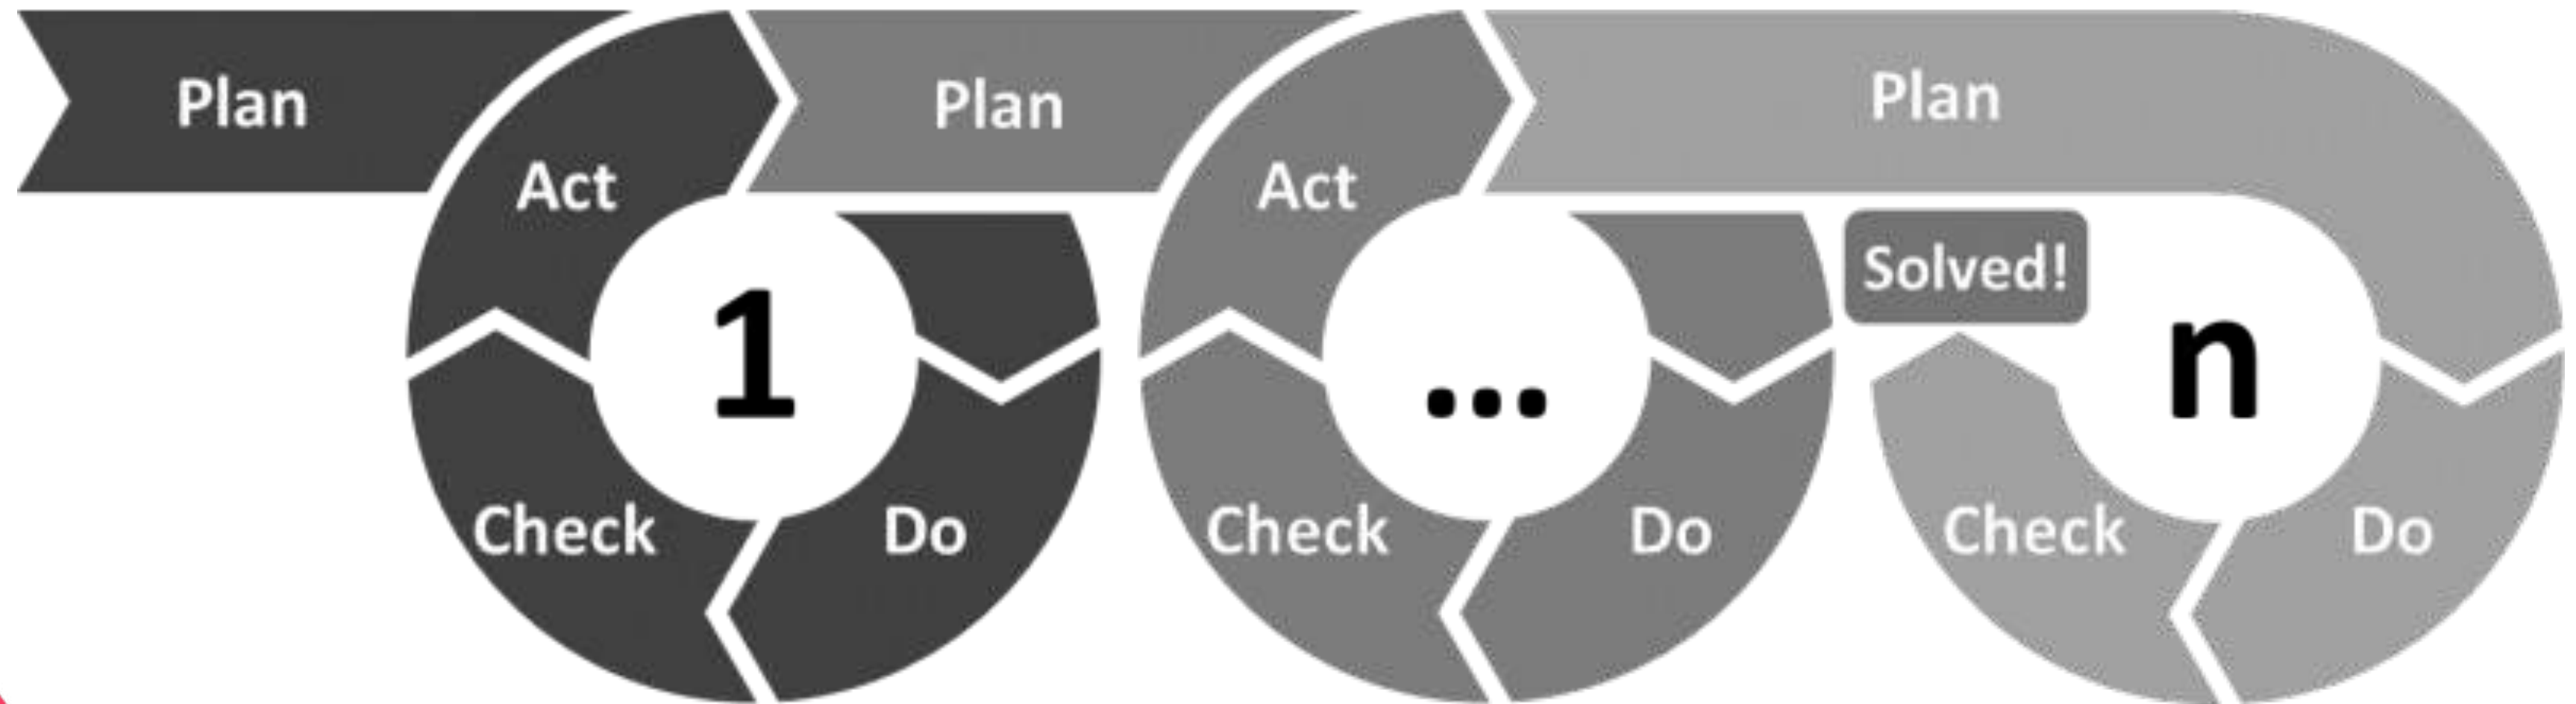 Plan
Act
1
Check
Do
Plan
Act
...
Check
Do
Plan
Solved!
n
Check
Do